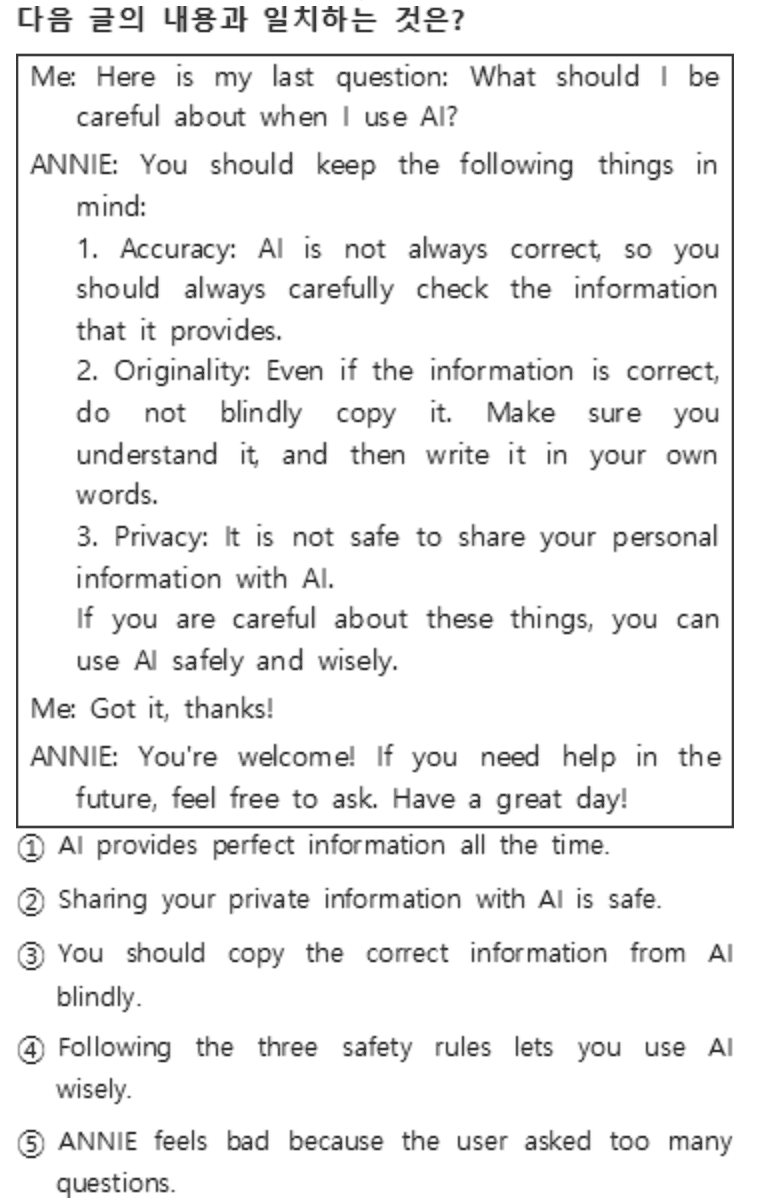 다음 글의 내용과 일치하는 것은?
Me: Here is my last question: What should I be
careful about when I use AI?
ANNIE: You should keep the following things in
mind:
1. Accuracy: AI is not always correct, so you
should always carefully check the information
that it provides.
2. Originality: Even if the information is correct,
do not blindly copy it. Make sure you
understand it, and then write it in your own
words.
3. Privacy: It is not safe to share your personal
information with AI.
If you are careful about these things, you can
use AI safely and wisely.
Me: Got it, thanks!
ANNIE: You're welcome! If you need help in the
future, feel free to ask. Have a great day!
① AI provides perfect information all the time.
② Sharing your private information with AI is safe.
③ You should copy the correct information from AI
blindly.
④ Following the three safety rules lets you use AI
wisely.
⑤ ANNIE feels bad because the user asked too many
questions.